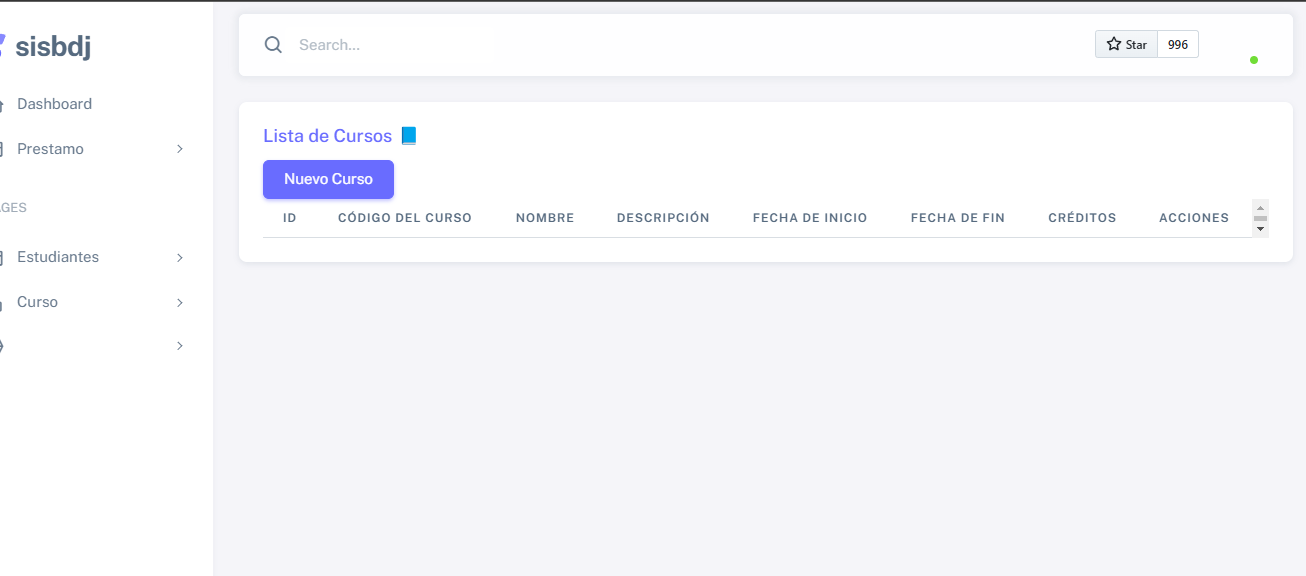 sisbdj
Search...
Star 996
Dashboard
Prestamo
GES
Estudiantes
Curso
Lista de Cursos
Nuevo Curso
ID CÓDIGO DEL CURSO NOMBRE DESCRIPCIÓN FECHA DE INICIO FECHA DE FIN CRÉDITOS ACCIONES